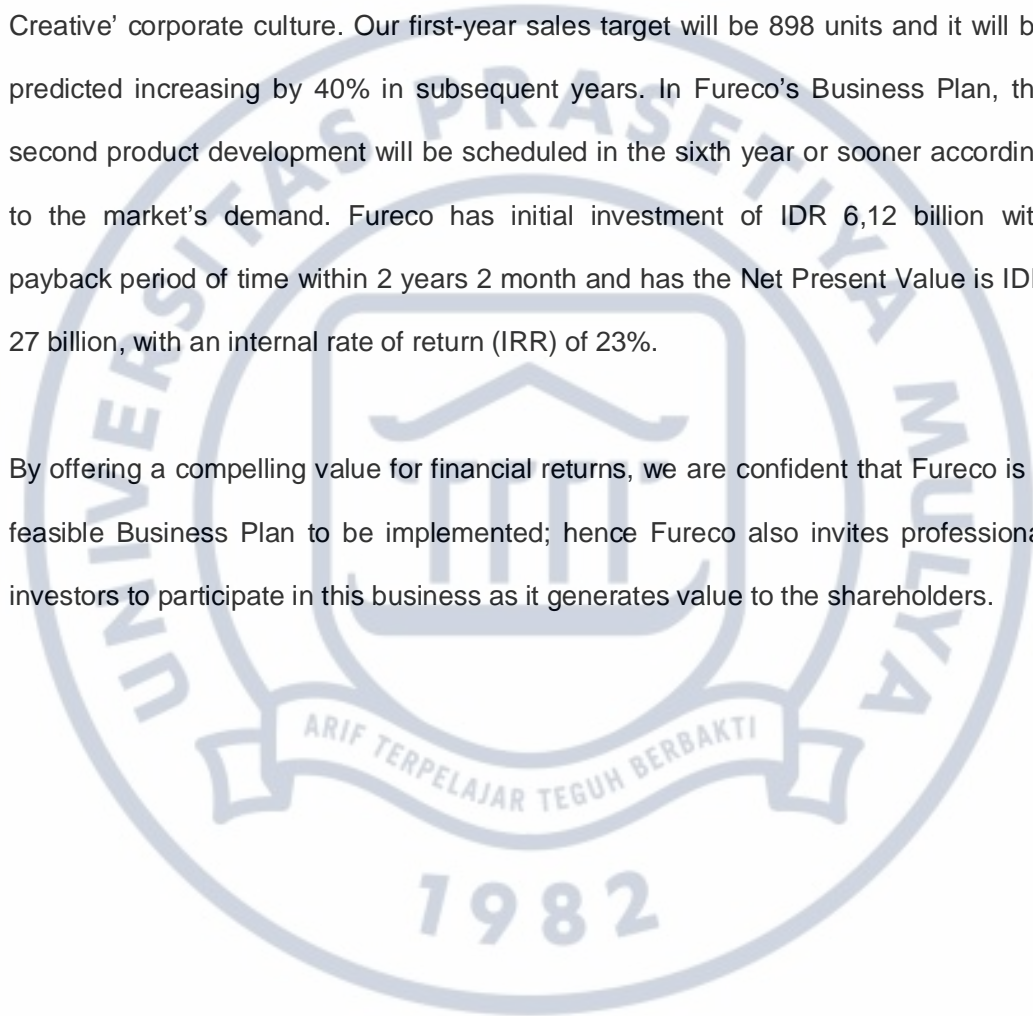 Creative’ corporate culture. Our first-year sales target will be 898 units and it will b
predicted increasing by 40% in subsequent years. In Fureco’s Business Plan, th
second product development will be scheduled in the sixth year or sooner accordin
to the market’s demand. Fureco has initial investment of IDR 6,12 billion wit
payback period of time within 2 years 2 month and has the Net Present Value is ID
27 billion, with an internal rate of return (IRR) of 23%.
By offering a compelling value for financial returns, we are confident that Fureco is
feasible Business Plan to be implemented; hence Fureco also invites professiona
investors to participate in this business as it generates value to the shareholders.
UNIVERSITAS PRASETIYA MULYA
ARIF TERPELAJAR TEGUH BERBAKTI
1982